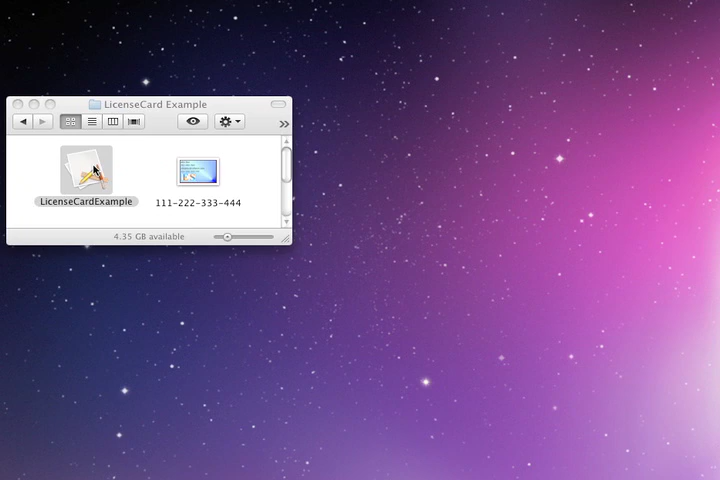 LicenseCard Example
LicenseCardExample
111-222-333-444
4.35 GB available